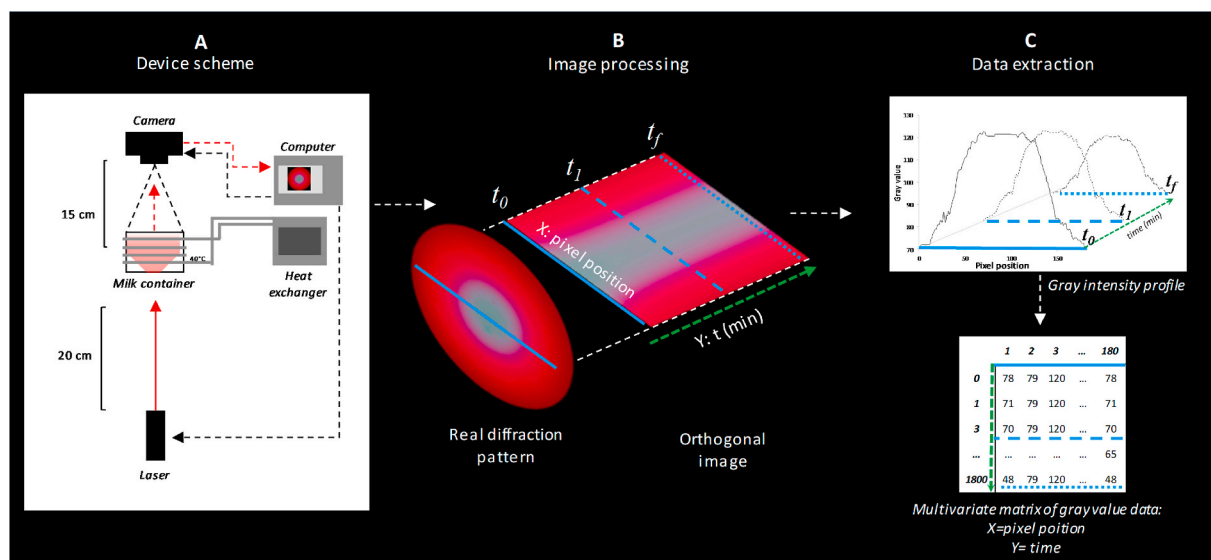 A
Device scheme
Camera
Computer
15 cm
40°C
Milk container
Heat
exchanger
20 cm
Laser
B
Image processing
t0
t1
tf
X: pixel position
Y: t (min)
Real diffraction
pattern
Orthogonal
image
C
Data extraction
Gray value
130
120
110
100
90
80
70
0
50
100
150
200
Pixel position
t0
t1
tf
time (min)
Gray intensity profile
1 2 3 ... 180
0 78 79 120 ... 78
1 71 79 120 ... 71
3 70 79 120 ... 70
... ... ... ... 65
1800 48 79 120 ... 48
Multivariate matrix of gray value data:
X=pixel poition
Y= time